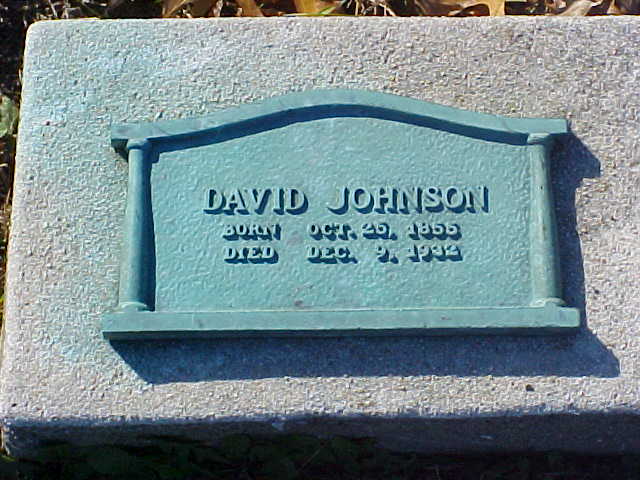 DAVID JOHNSON
BORN OCT. 25, 1855
DIED DEC. 9, 1932